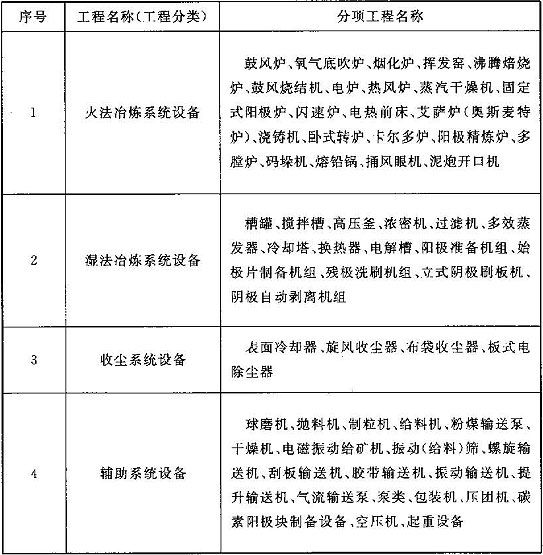 序号 工程名称(工程分类) 分项工程名称
1 火法冶炼系统设备
鼓风炉、氧气底吹炉、烟化炉、挥发窑、沸腾焙烧
炉、鼓风烧结机、电炉、热风炉、蒸汽干燥机、固定
式阳极炉、闪速炉、电热前床、艾萨炉(奥斯麦特
炉)、浇铸机、卧式转炉、卡尔多炉、阳极精炼炉、多
膛炉、码垛机、熔铅锅、捅风眼机、泥炮开口机
2 湿法冶炼系统设备
槽罐、搅拌槽、高压釜、浓密机、过滤机、多效蒸
发器、冷却塔、换热器、电解槽、阳极准备机组、始
极片制备机组、残极洗刷机组、立式阴极刷板机、
阴极自动剥离机组
3 收尘系统设备
表面冷却器、旋风收尘器、布袋收尘器、板式电
除尘器
4 辅助系统设备
球磨机、抛料机、制粒机、给料机、粉煤输送泵、
干燥机、电磁振动给矿机、振动(给料)筛、螺旋输
送机、刮板输送机、胶带输送机、振动输送机、提
升输送机、气流输送泵、泵类、包装机、压团机、碳
素阳极块制备设备、空压机、起重设备